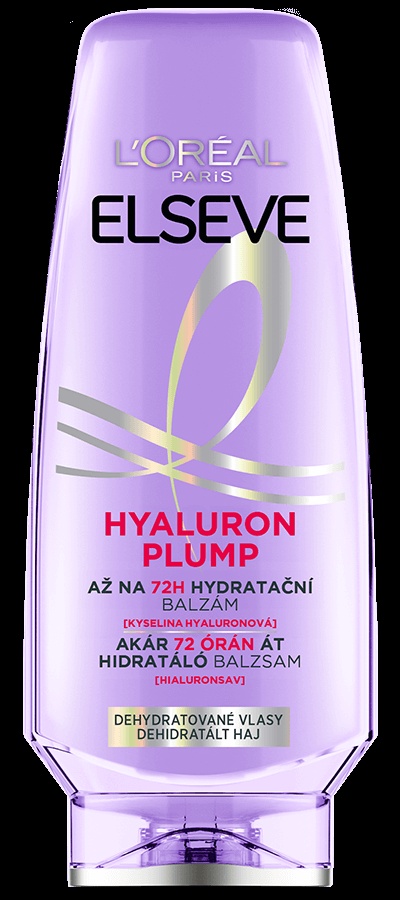 L'ORÉAL
PARIS
ELSEVE
HYALURON
PLUMP
AŽ NA 72H HYDRATAČNÍ
BALZÁM
[KYSELINA HYALURONOVÁ]
AKÁR 72 ÓRÁN ÁT
HIDRATÁLÓ BALZSAM
[HIALURONSAV]
DEHYDRATOVANÉ VLASY
DEHIDRATÁLT HAJ